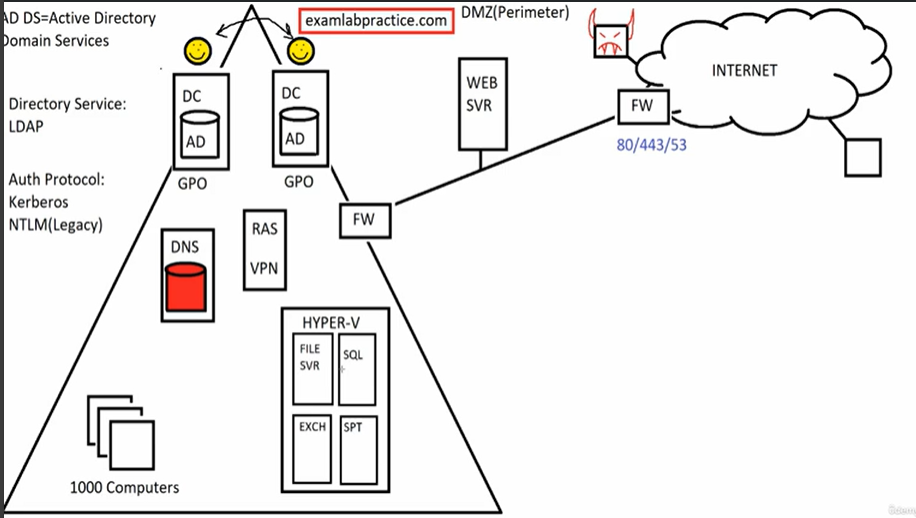 AD DS=Active Directory
Domain Services
examlabpractice.com
DMZ(Perimeter)
INTERNET
DC
AD
GPO
DC
AD
GPO
WEB
SVR
FW
80/443/53
Directory Service:
LDAP
Auth Protocol:
Kerberos
NTLM(Legacy)
FW
DNS
RAS
VPN
HYPER-V
FILE
SVR
SQL
EXCH
SPT
1000 Computers